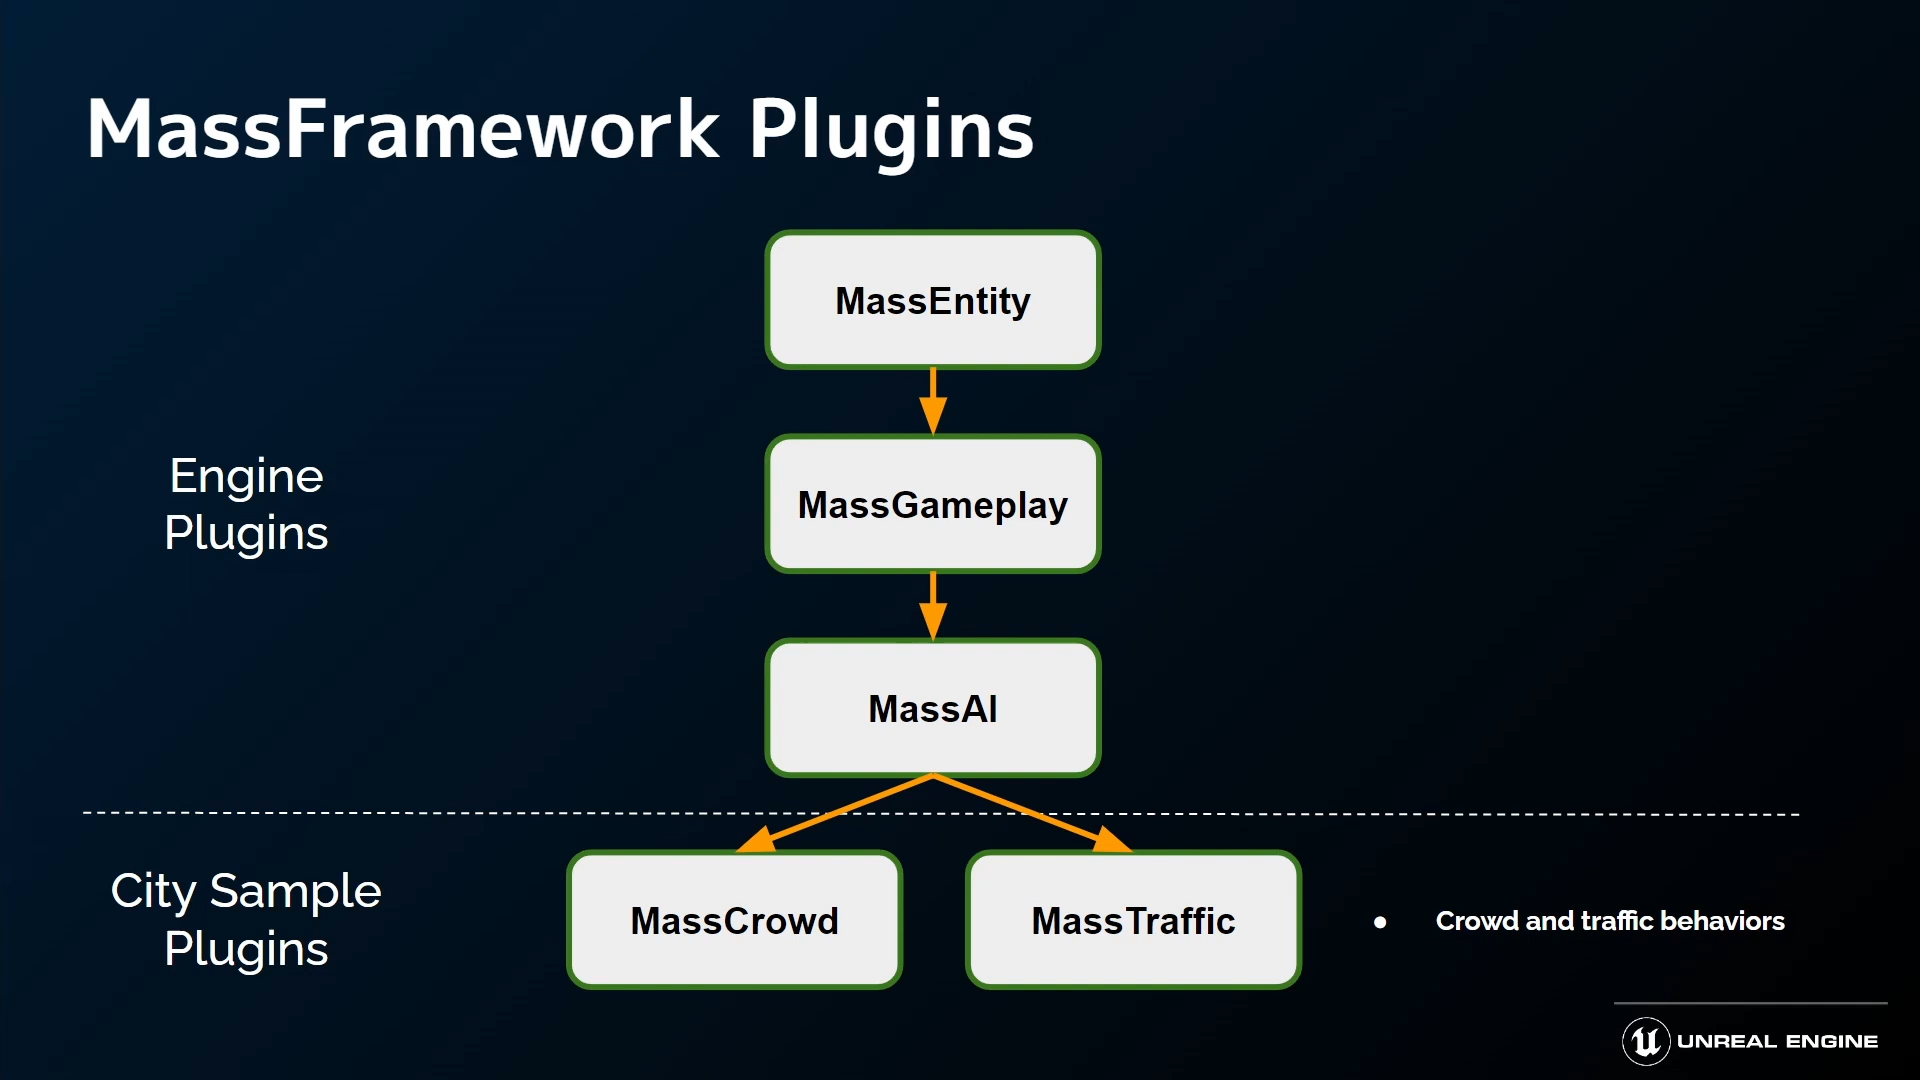 MassFramework Plugins
MassEntity
Engine
Plugins
MassGameplay
MassAI
City Sample
Plugins
MassCrowd
MassTraffic
● Crowd and traffic behaviors
UNREAL ENGINE